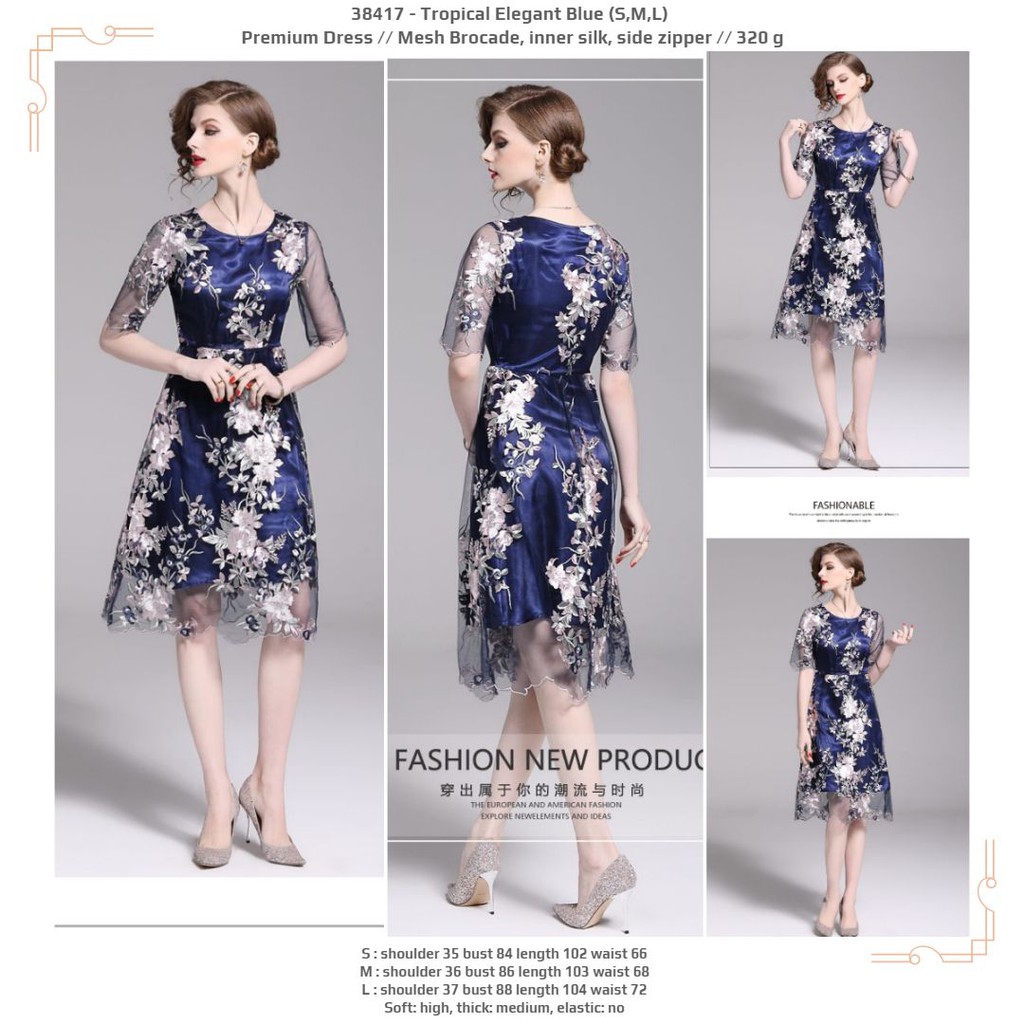 38417 - Tropical Elegant Blue (S,M,L)
Premium Dress // Mesh Brocade, inner silk, side zipper // 320 g
FASHIONABLE
FASHION NEW PRODUC
穿出属于你的潮流与时尚
THE EUROPEAN AND AMERICAN FASHION
EXPLORE NEWELEMENTS AND IDEAS
S : shoulder 35 bust 84 length 102 waist 66
M : shoulder 36 bust 86 length 103 waist 68
L : shoulder 37 bust 88 length 104 waist 72
Soft: high, thick: medium, elastic: no